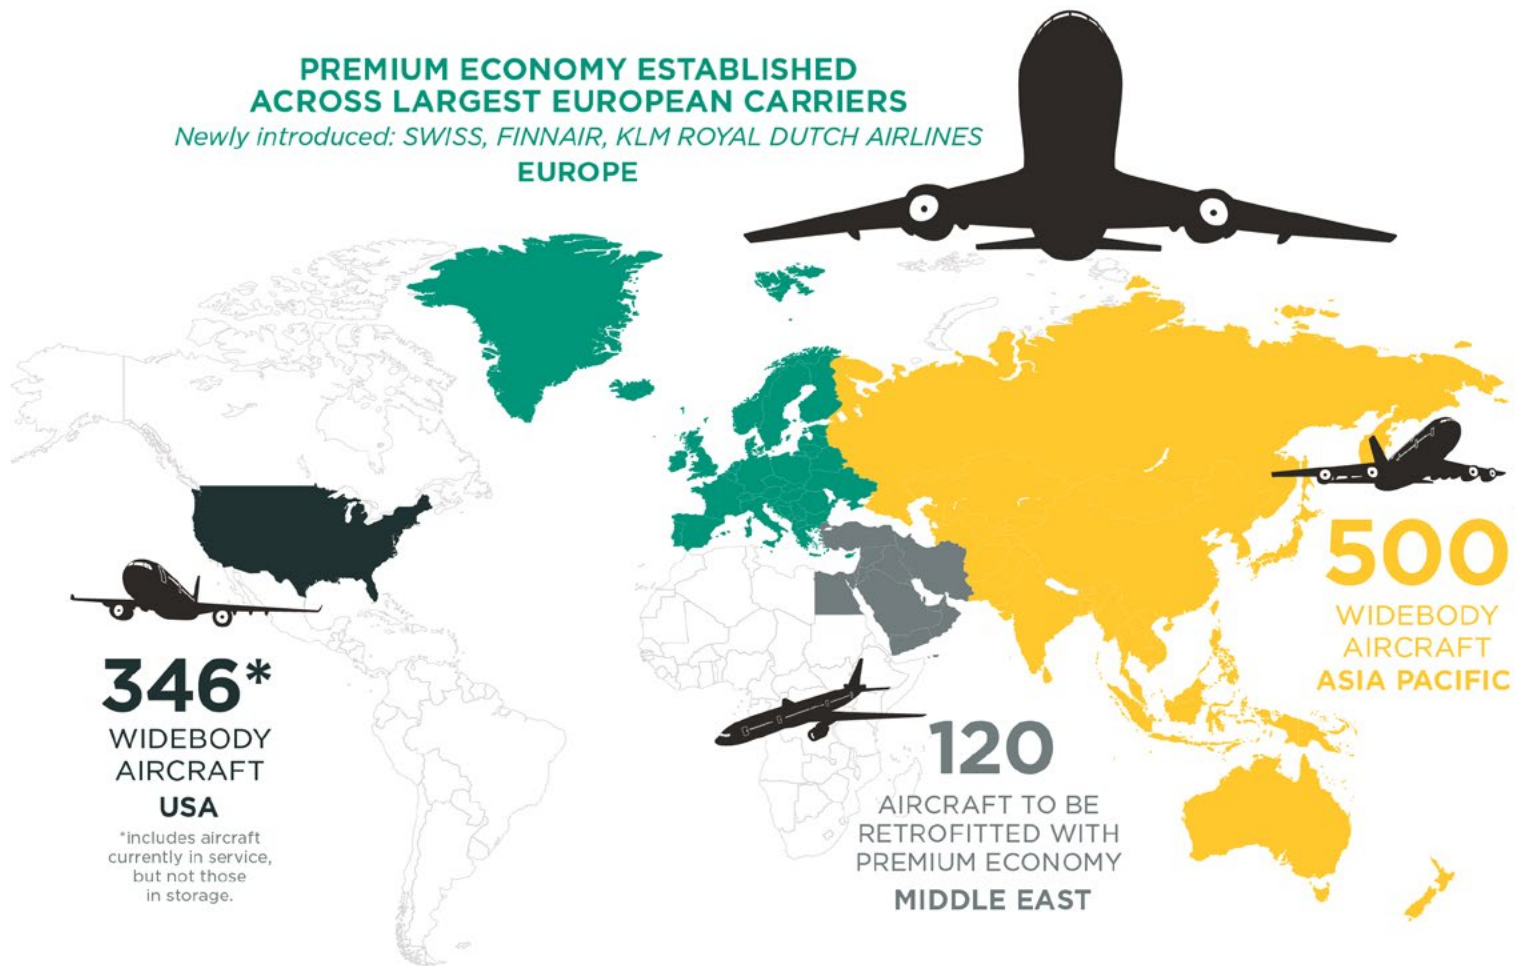 PREMIUM ECONOMY ESTABLISHED
ACROSS LARGEST EUROPEAN CARRIERS
Newly introduced: SWISS, FINNAIR, KLM ROYAL DUTCH AIRLINES
EUROPE
346*
WIDEBODY
AIRCRAFT
USA
*includes aircraft
currently in service,
but not those
in storage.
120
AIRCRAFT TO BE
RETROFITTED WITH
PREMIUM ECONOMY
MIDDLE EAST
500
WIDEBODY
AIRCRAFT
ASIA PACIFIC